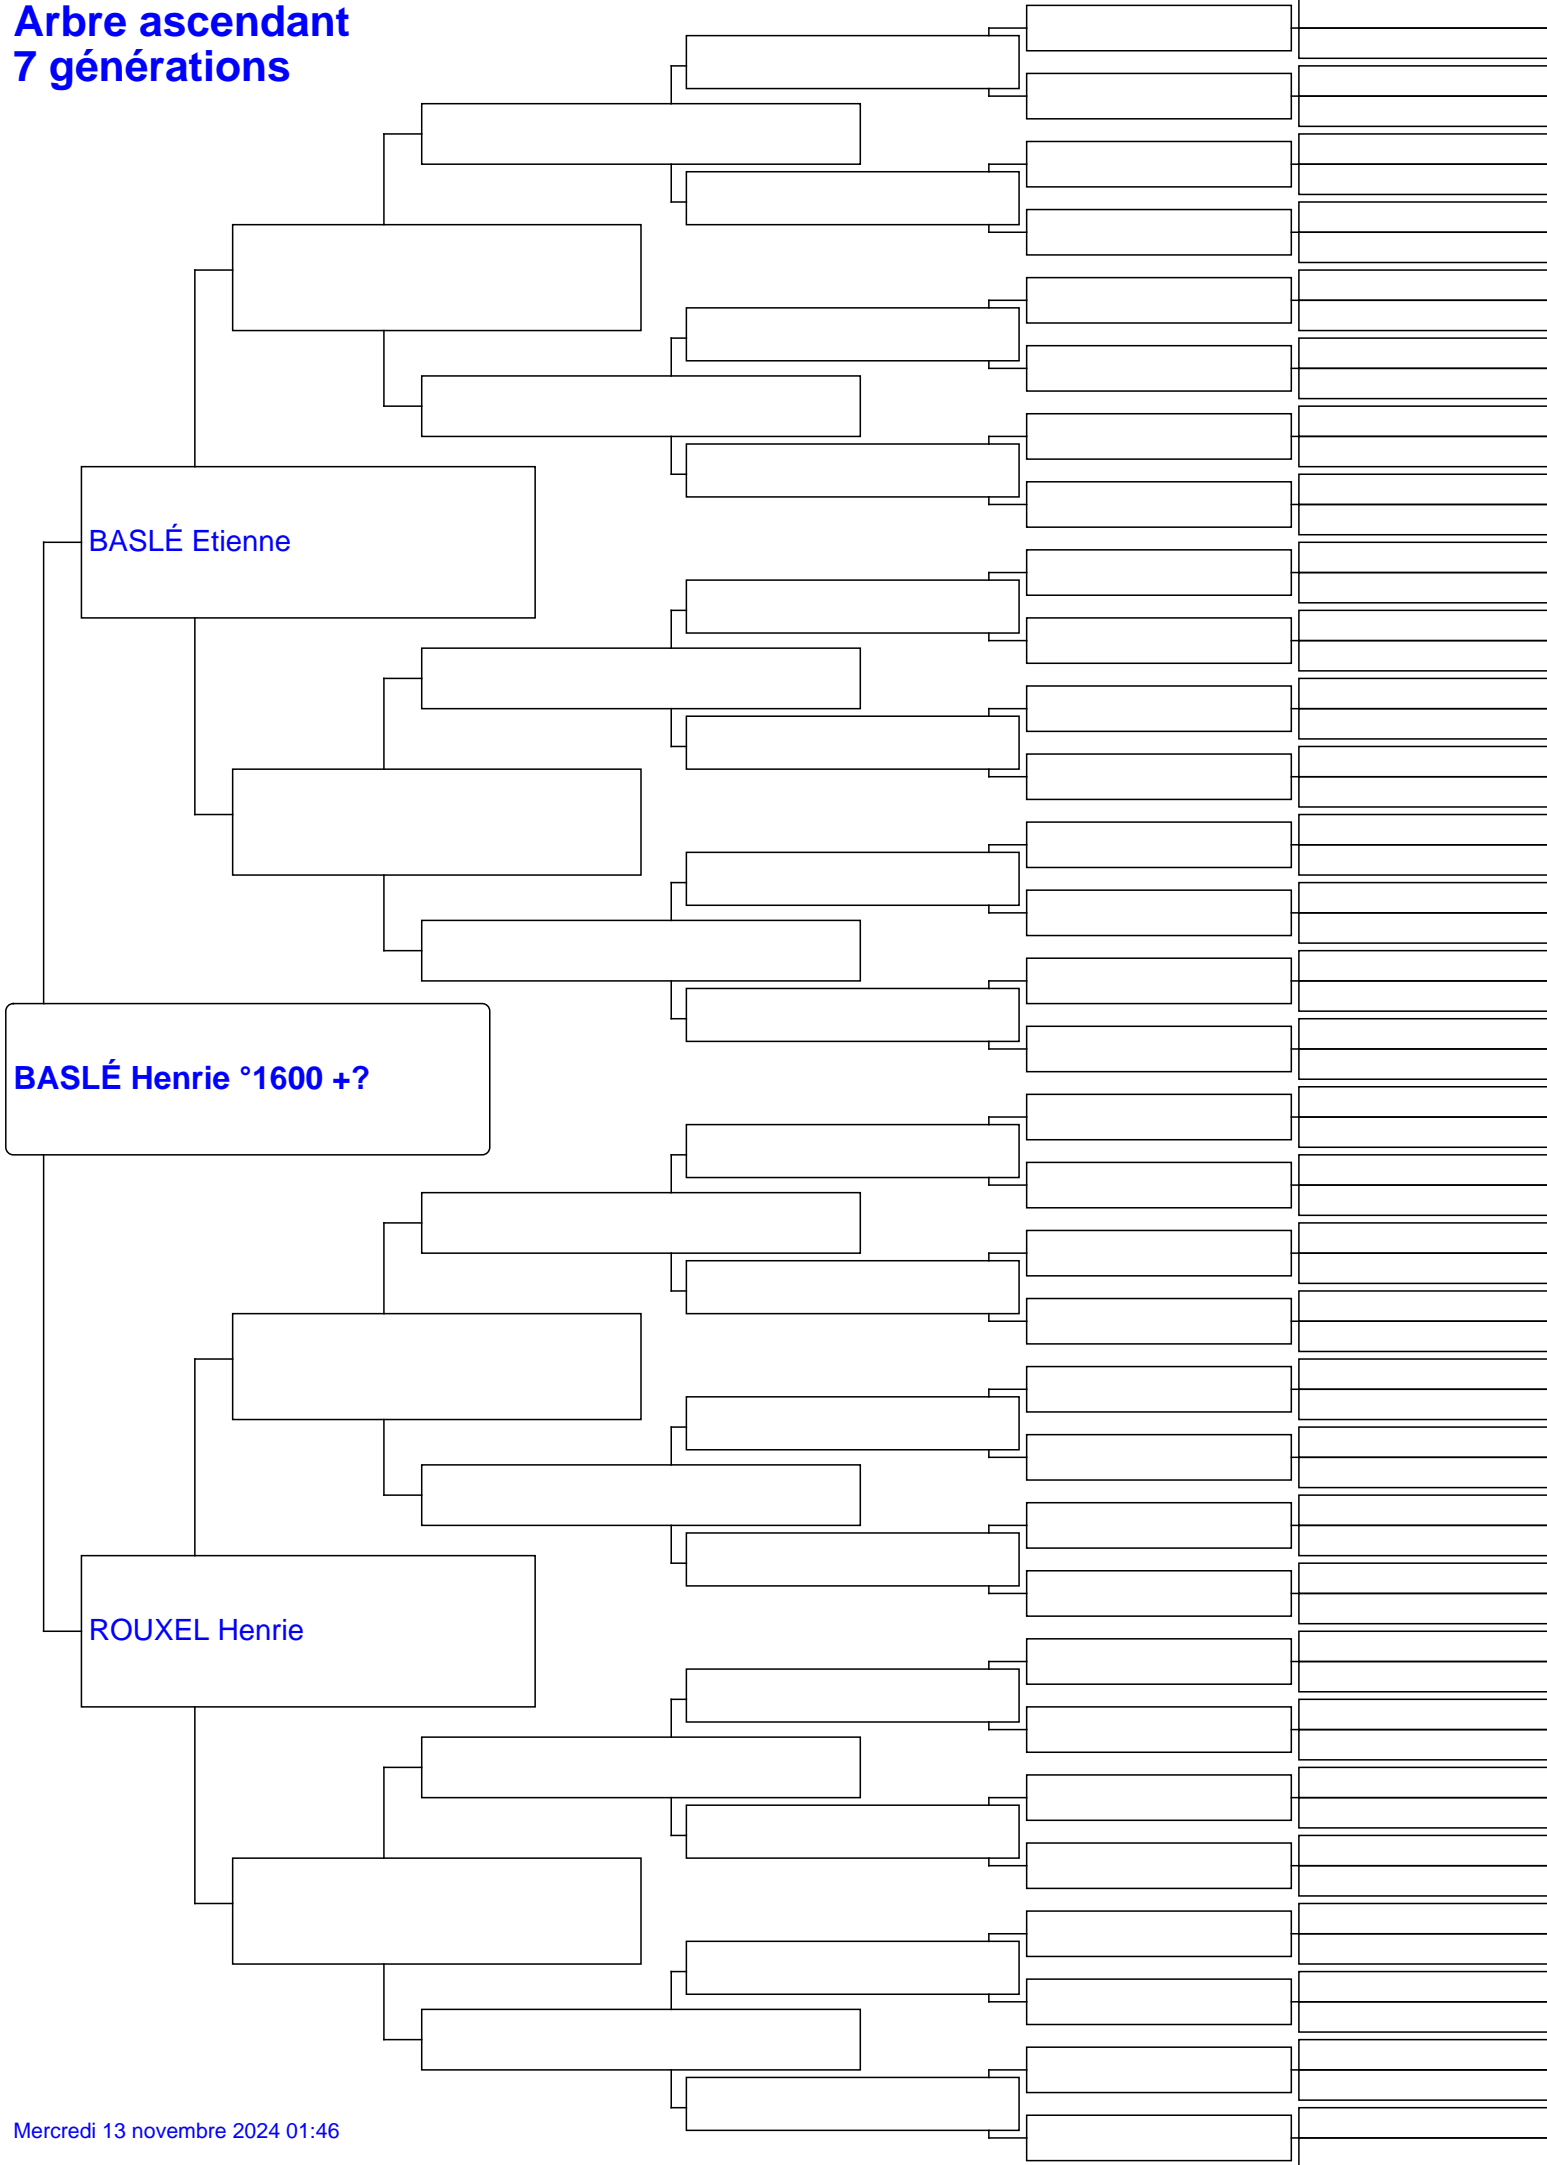 Arbre ascendant
7 générations
BASLÉ Etienne
BASLÉ Henrie °1600 +?
ROUXEL Henrie
Mercredi 13 novembre 2024 01:46